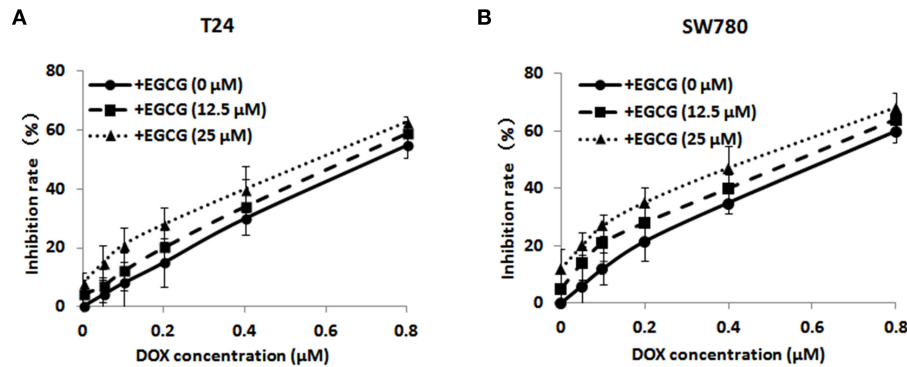 A
T24
Inhibition rate (%)
80
60
40
20
0
+EGCG (0 μM)
+EGCG (12.5 μM)
+EGCG (25 μM)
0
0.2
0.4
0.6
0.8
DOX concentration (μM)
B
SW780
Inhibition rate (%)
80
60
40
20
0
+EGCG (0 μM)
+EGCG (12.5 μM)
+EGCG (25 μM)
0
0.2
0.4
0.6
0.8
DOX concentration (μM)